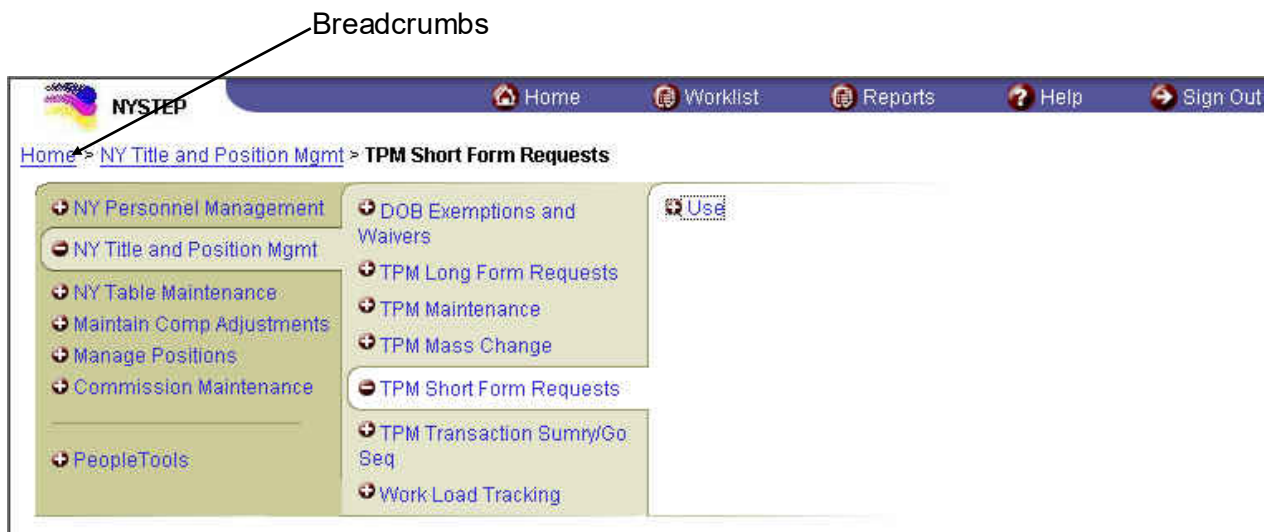 Breadcrumbs
NYSTEP
Home Worklist Reports Help Sign Out
Home > NY Title and Position Mgmt > TPM Short Form Requests
NY Personnel Management
NY Title and Position Mgmt
NY Table Maintenance
Maintain Comp Adjustments
Manage Positions
Commission Maintenance
PeopleTools
DOB Exemptions and
Waivers
TPM Long Form Requests
TPM Maintenance
TPM Mass Change
TPM Short Form Requests
TPM Transaction Sumry/Go
Seq
Work Load Tracking
Use